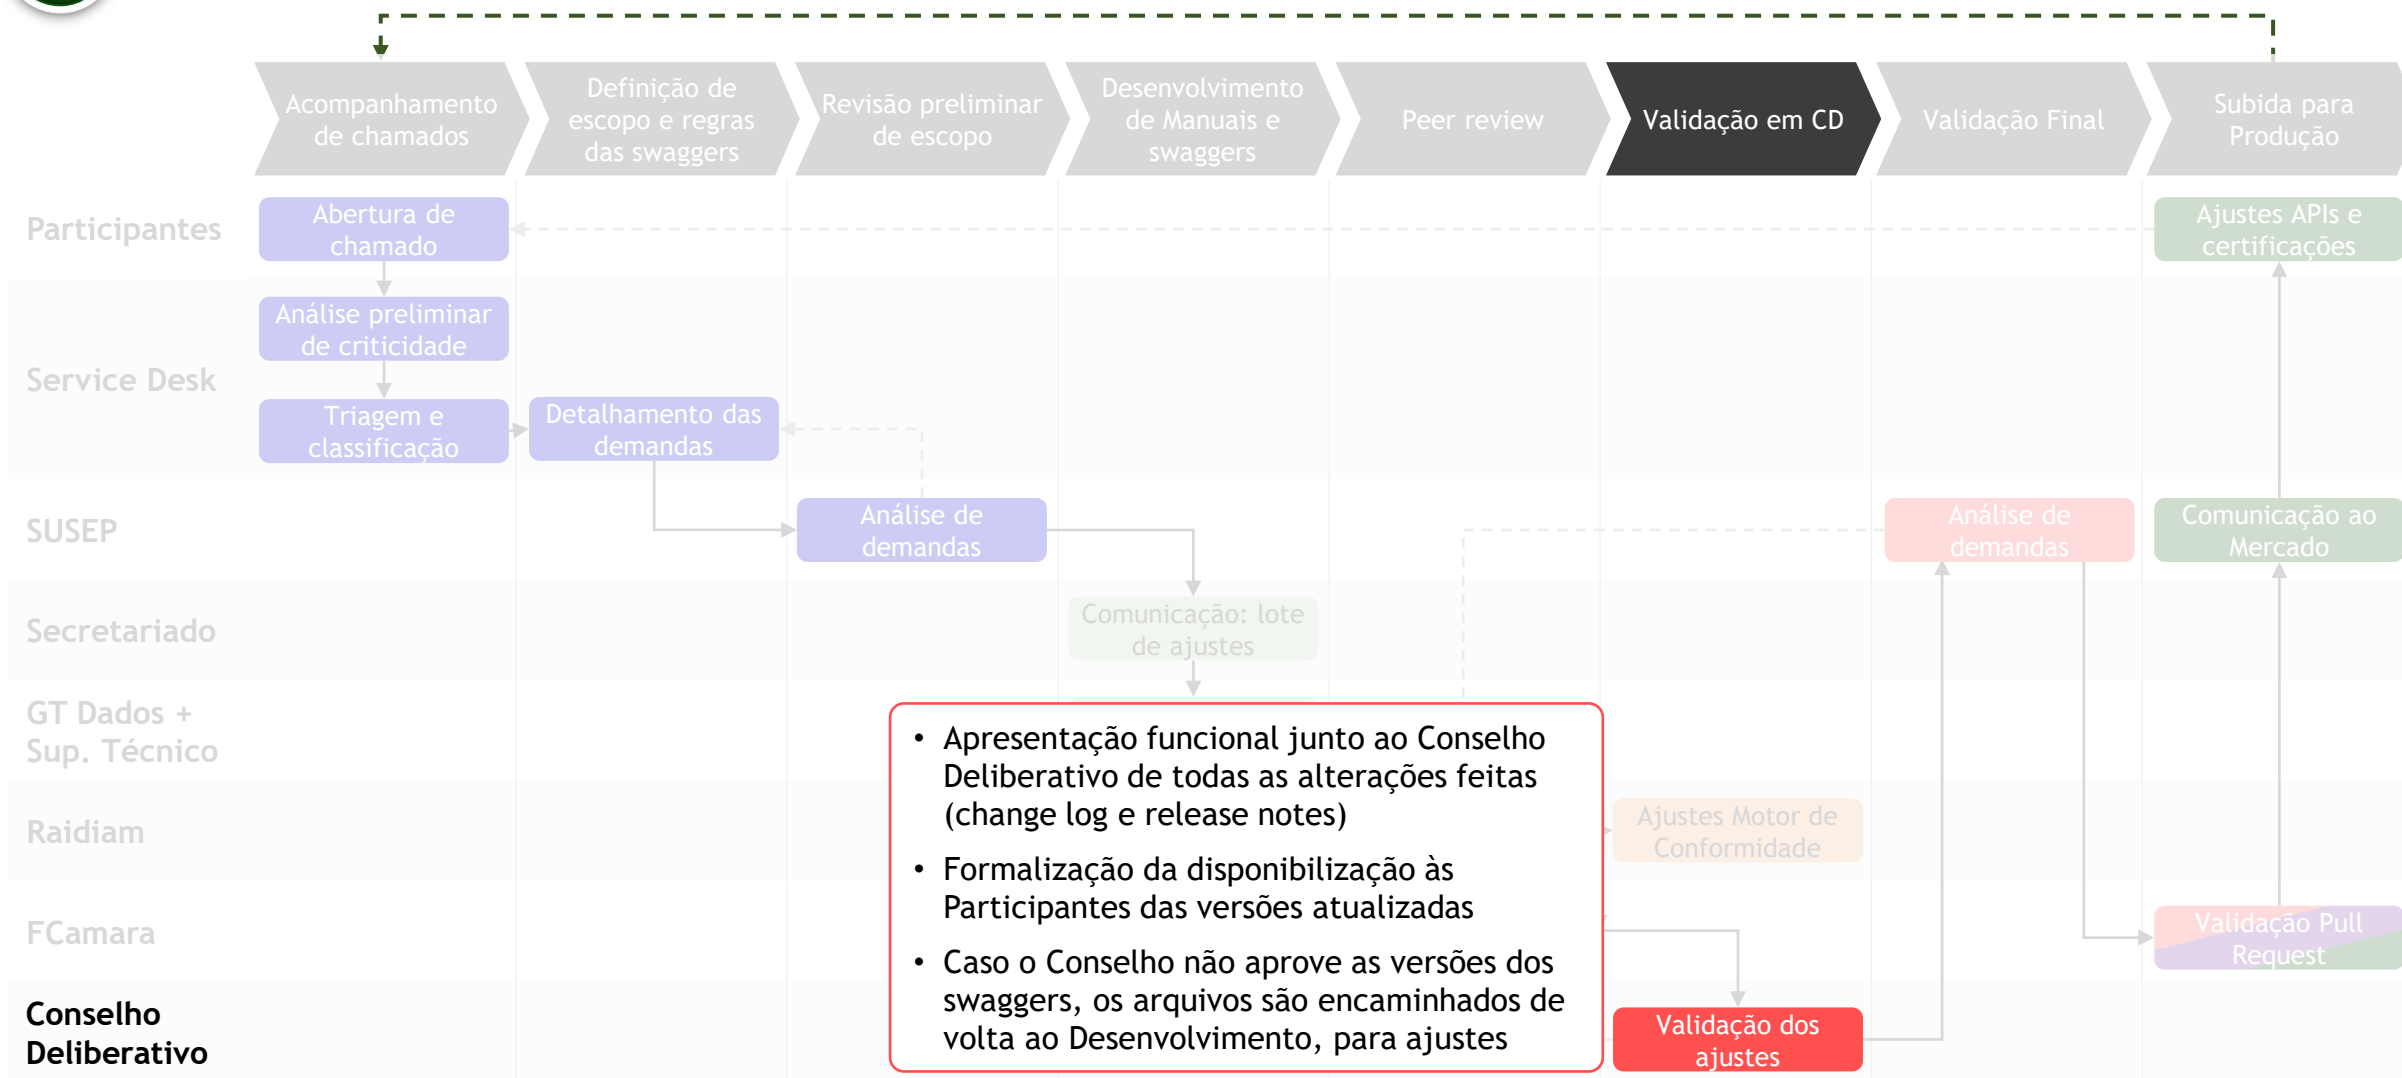 Acompanhamento
de chamados
Definição de
escopo e regras
das swaggers
Revisão preliminar
de escopo
Desenvolvimento
de Manuais e
swaggers
Peer review
Validação em CD
Validação Final
Subida para
Produção
Participantes
Abertura de
chamado
Ajustes APIs e
certificações
Service Desk
Análise preliminar
de criticidade
Triagem e
classificação
Detalhamento das
demandas
SUSEP
Análise de
demandas
Análise de
demandas
Comunicação ao
Mercado
Secretariado
Comunicação: lote
de ajustes
GT Dados +
Sup. Técnico
• Apresentação funcional junto ao Conselho
Deliberativo de todas as alterações feitas
(change log e release notes)
• Formalização da disponibilização às
Participantes das versões atualizadas
• Caso o Conselho não aprove as versões dos
swaggers, os arquivos são encaminhados de
volta ao Desenvolvimento, para ajustes
Raidiam
Ajustes Motor de
Conformidade
FCamara
Validação Pull
Request
Conselho
Deliberativo
Validação dos
ajustes